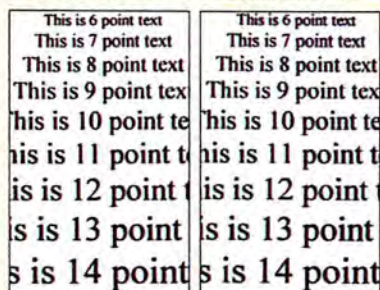 This is 6 point text
This is 7 point text
This is 8 point text
This is 9 point tex
his is 10 point te
his is 11 point t
is is 12 point t
is is 13 point
s is 14 point
This is 6 point text
This is 7 point text
This is 8 point text
This is 9 point tex
his is 10 point te
his is 11 point t
is is 12 point t
is is 13 point
s is 14 point